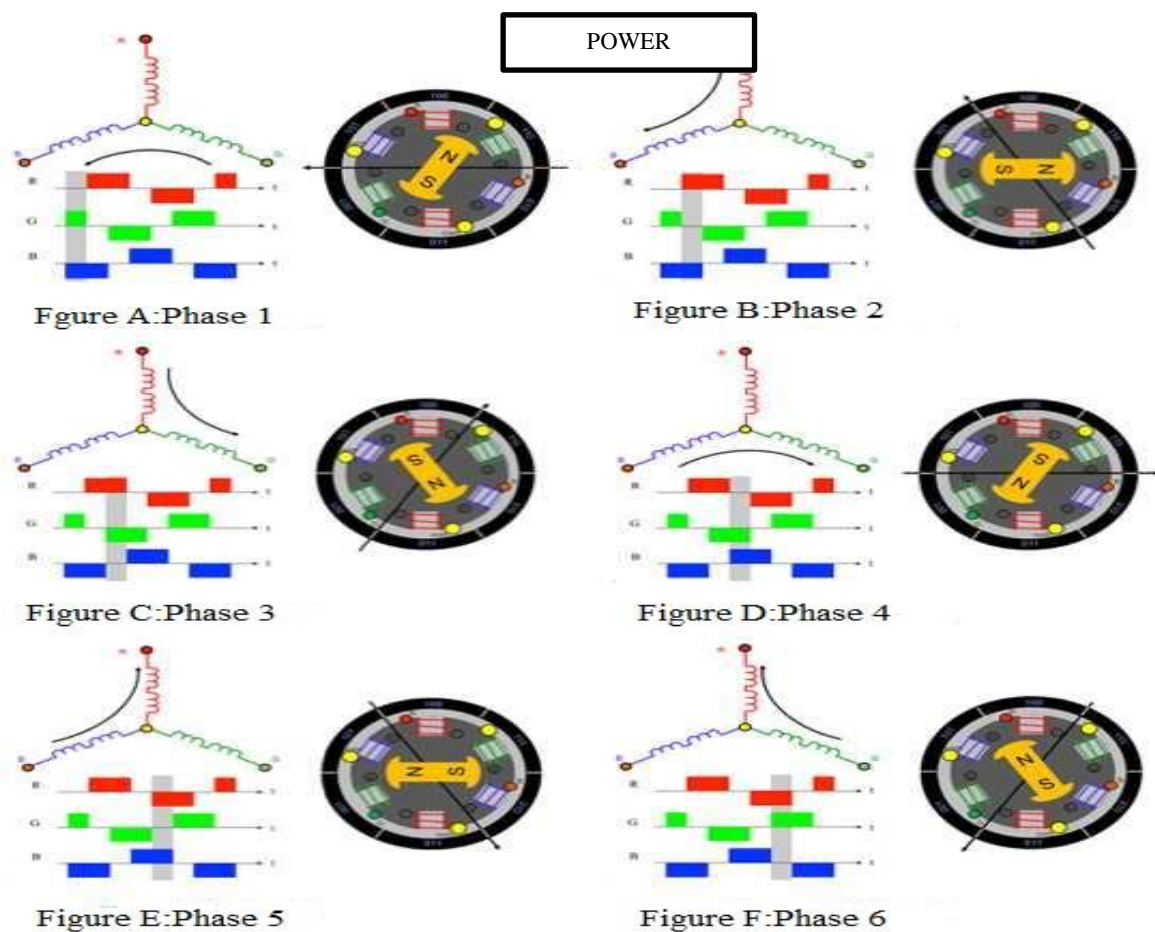 POWER
R
G
B
t
t
t
N
S
Fgure A:Phase 1
R
G
B
t
t
t
S
N
Figure B:Phase 2
R
G
B
t
t
t
S
N
Figure C:Phase 3
R
G
B
t
t
t
S
N
Figure D:Phase 4
R
G
B
t
t
t
N
S
Figure E:Phase 5
R
G
B
t
t
t
N
S
Figure F:Phase 6